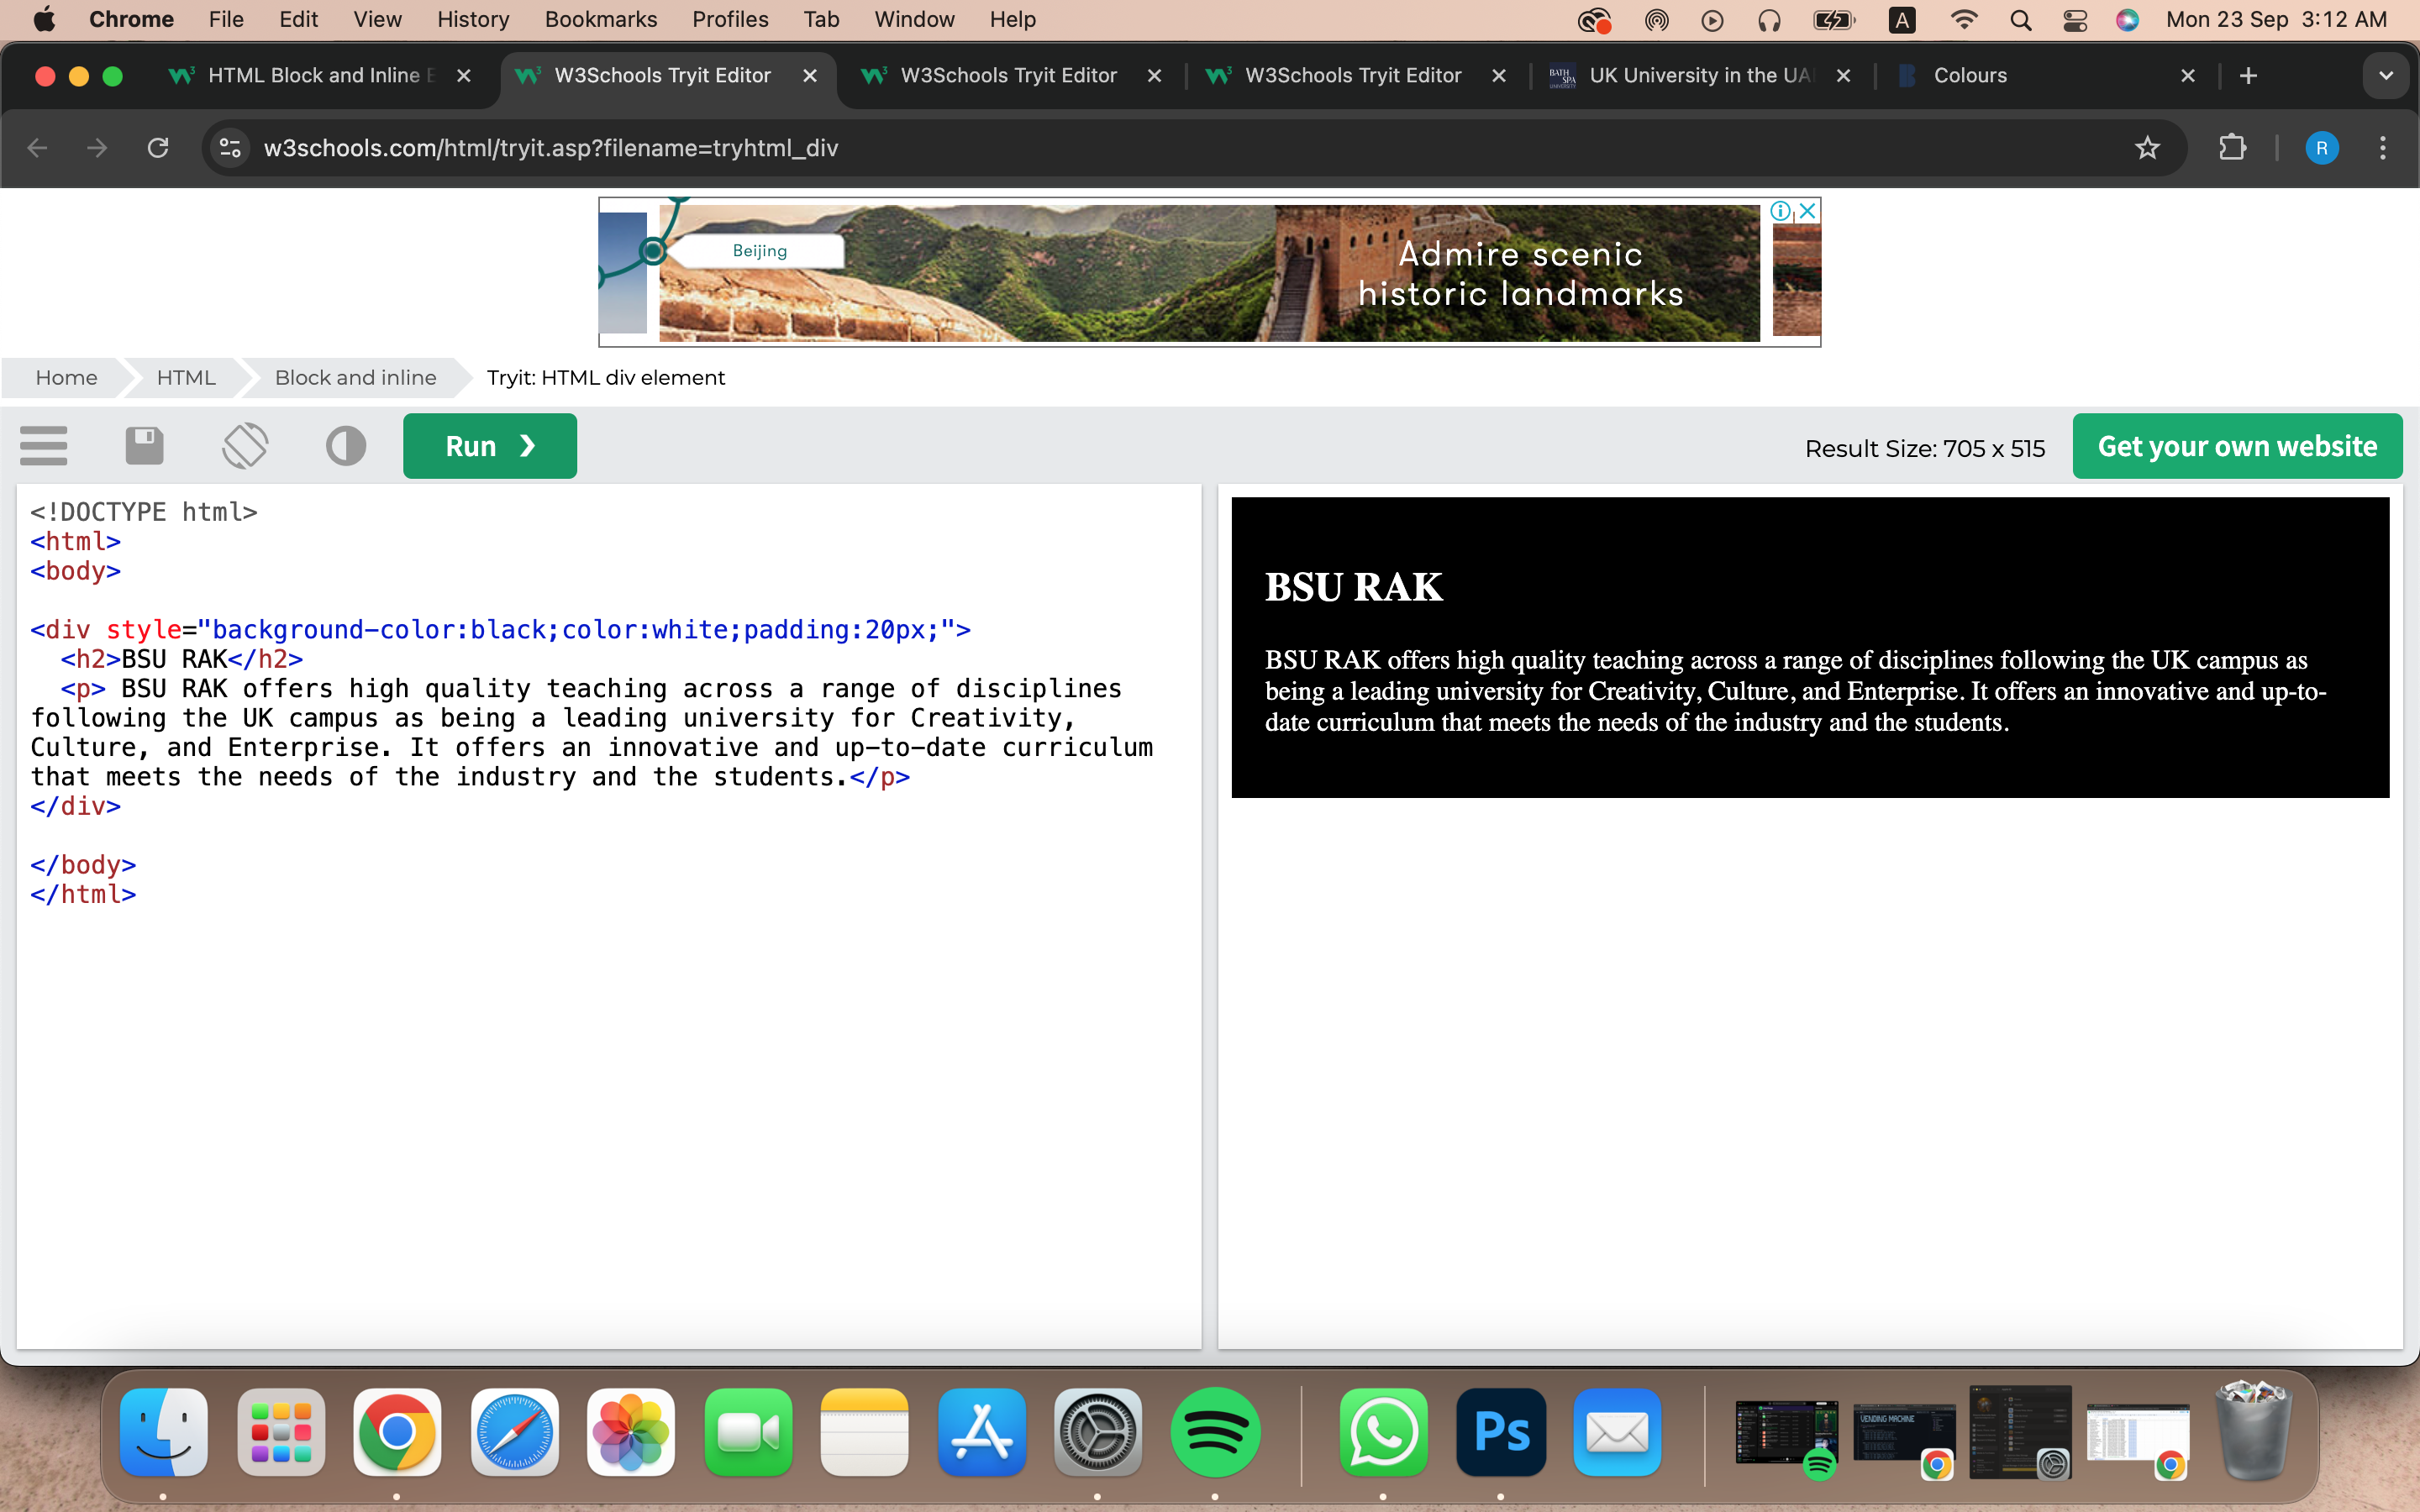 Chrome File Edit View History Bookmarks Profiles Tab Window Help A Mon 23 Sep 3:12 AM
HTML Block and Inline E W3Schools Tryit Editor W3Schools Tryit Editor W3Schools Tryit Editor BATH SPA UNIVERSITY UK University in the UA Colours
w3schools.com/html/tryit.asp?filename=tryhtml_div R
Beijing
Admire scenic
historic landmarks
Home HTML Block and inline Tryit: HTML div element
Run ❯ Result Size: 705 x 515 Get your own website
<!DOCTYPE html>
<html>
<body>
<div style="background-color:black;color:white;padding:20px;">
<h2>BSU RAK</h2>
<p> BSU RAK offers high quality teaching across a range of disciplines
following the UK campus as being a leading university for Creativity,
Culture, and Enterprise. It offers an innovative and up-to-date curriculum
that meets the needs of the industry and the students.</p>
</div>
</body>
</html>
BSU RAK
BSU RAK offers high quality teaching across a range of disciplines following the UK campus as
being a leading university for Creativity, Culture, and Enterprise. It offers an innovative and up-to-
date curriculum that meets the needs of the industry and the students.
Ps
VENDING MACHINE